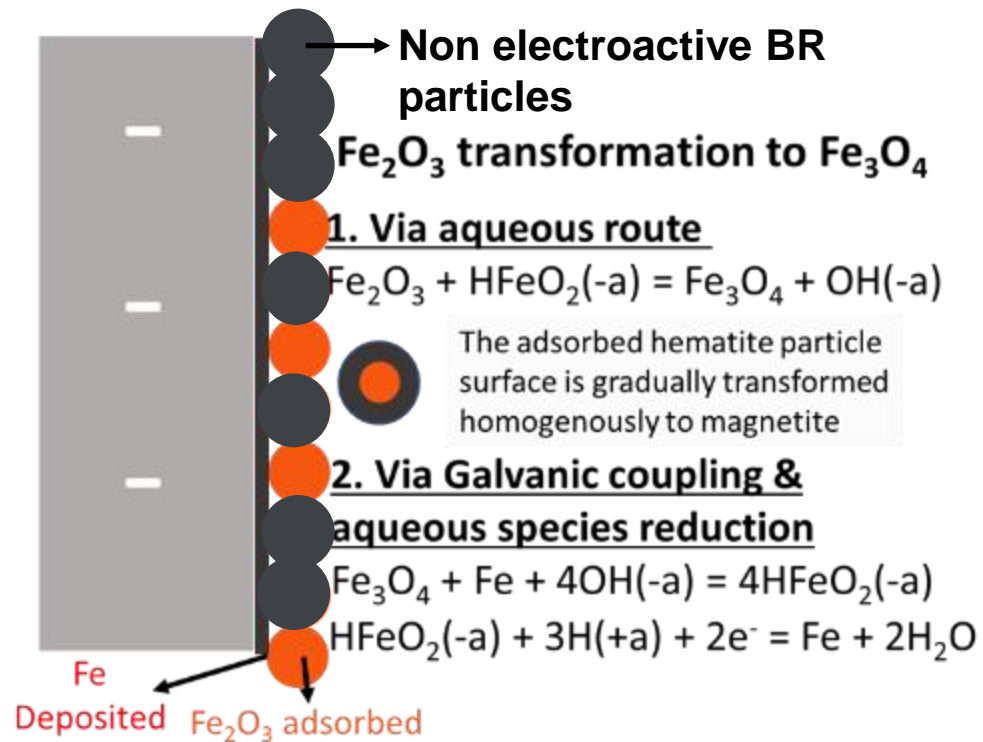 Non electroactive BR
particles
Fe₂O₃ transformation to Fe₃O₄
1. Via aqueous route
Fe₂O₃ + HFeO₂(-a) = Fe₃O₄ + OH(-a)
The adsorbed hematite particle
surface is gradually transformed
homogenously to magnetite
2. Via Galvanic coupling &
aqueous species reduction
Fe₃O₄ + Fe + 4OH(-a) = 4HFeO₂(-a)
HFeO₂(-a) + 3H(+a) + 2e⁻ = Fe + 2H₂O
Fe
Deposited
Fe₂O₃ adsorbed